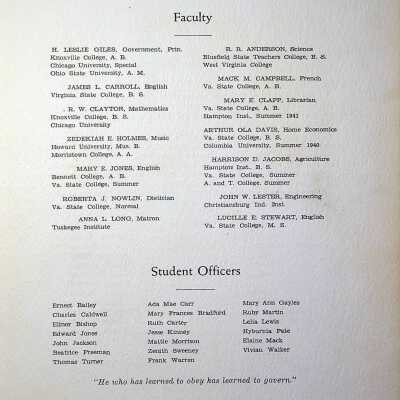 Faculty
H. LESLIE GILES, Government, Prin.
Knoxville College, A. B.
Chicago University, Special
Ohio State University, A. M.
JAMES L. CARROLL, English
Virginia State College, B. S.
R. W. CLAYTON, Mathematics
Knoxville College, B. S.
Chicago University
ZEDEKIAH E. HOLMES, Music
Howard University, Mus. B.
Morristown College, A. A.
MARY E. JONES, English
Bennett College, A. B.
Va. State College, Summer
ROBERTA J. NOWLIN, Dietician
Va. State College, Normal
ANNA L. LONG, Matron
Tuskegee Institute
R. R. ANDERSON, Science
Bluefield State Teachers College, B. S.
West Virginia College
MACK M. CAMPBELL, French
Va. State College, A. B.
MARY E. CLAPP, Librarian
Va. State College, A. B.
Hampton Inst., Summer 1941
ARTHUR OLA DAVIS, Home Economics
Va. State College, B. S.
Columbia University, Summer 1940
HARRISON D. JACOBS, Agriculture
Hampton Inst., B. S.
Va. State College, Summer
A. and T. College, Summer
JOHN W. LESTER, Engineering
Christiansburg Ind. Inst.
LUCILLE E. STEWART, English
Va. State College, M. S.
Student Officers
Ernest Bailey
Charles Caldwell
Elinor Bishop
Edward Jones
John Jackson
Beatrice Freeman
Thomas Turner
Ada Mae Carr
Mary Frances Bradford
Ruth Carter
Jesse Kinney
Mattie Morrison
Zenith Sweeney
Frank Warren
Mary Ann Gayles
Ruby Martin
Lelia Lewis
Hyburnia Pate
Elaine Mack
Vivian Walker
"He who has learned to obey has learned to govern."